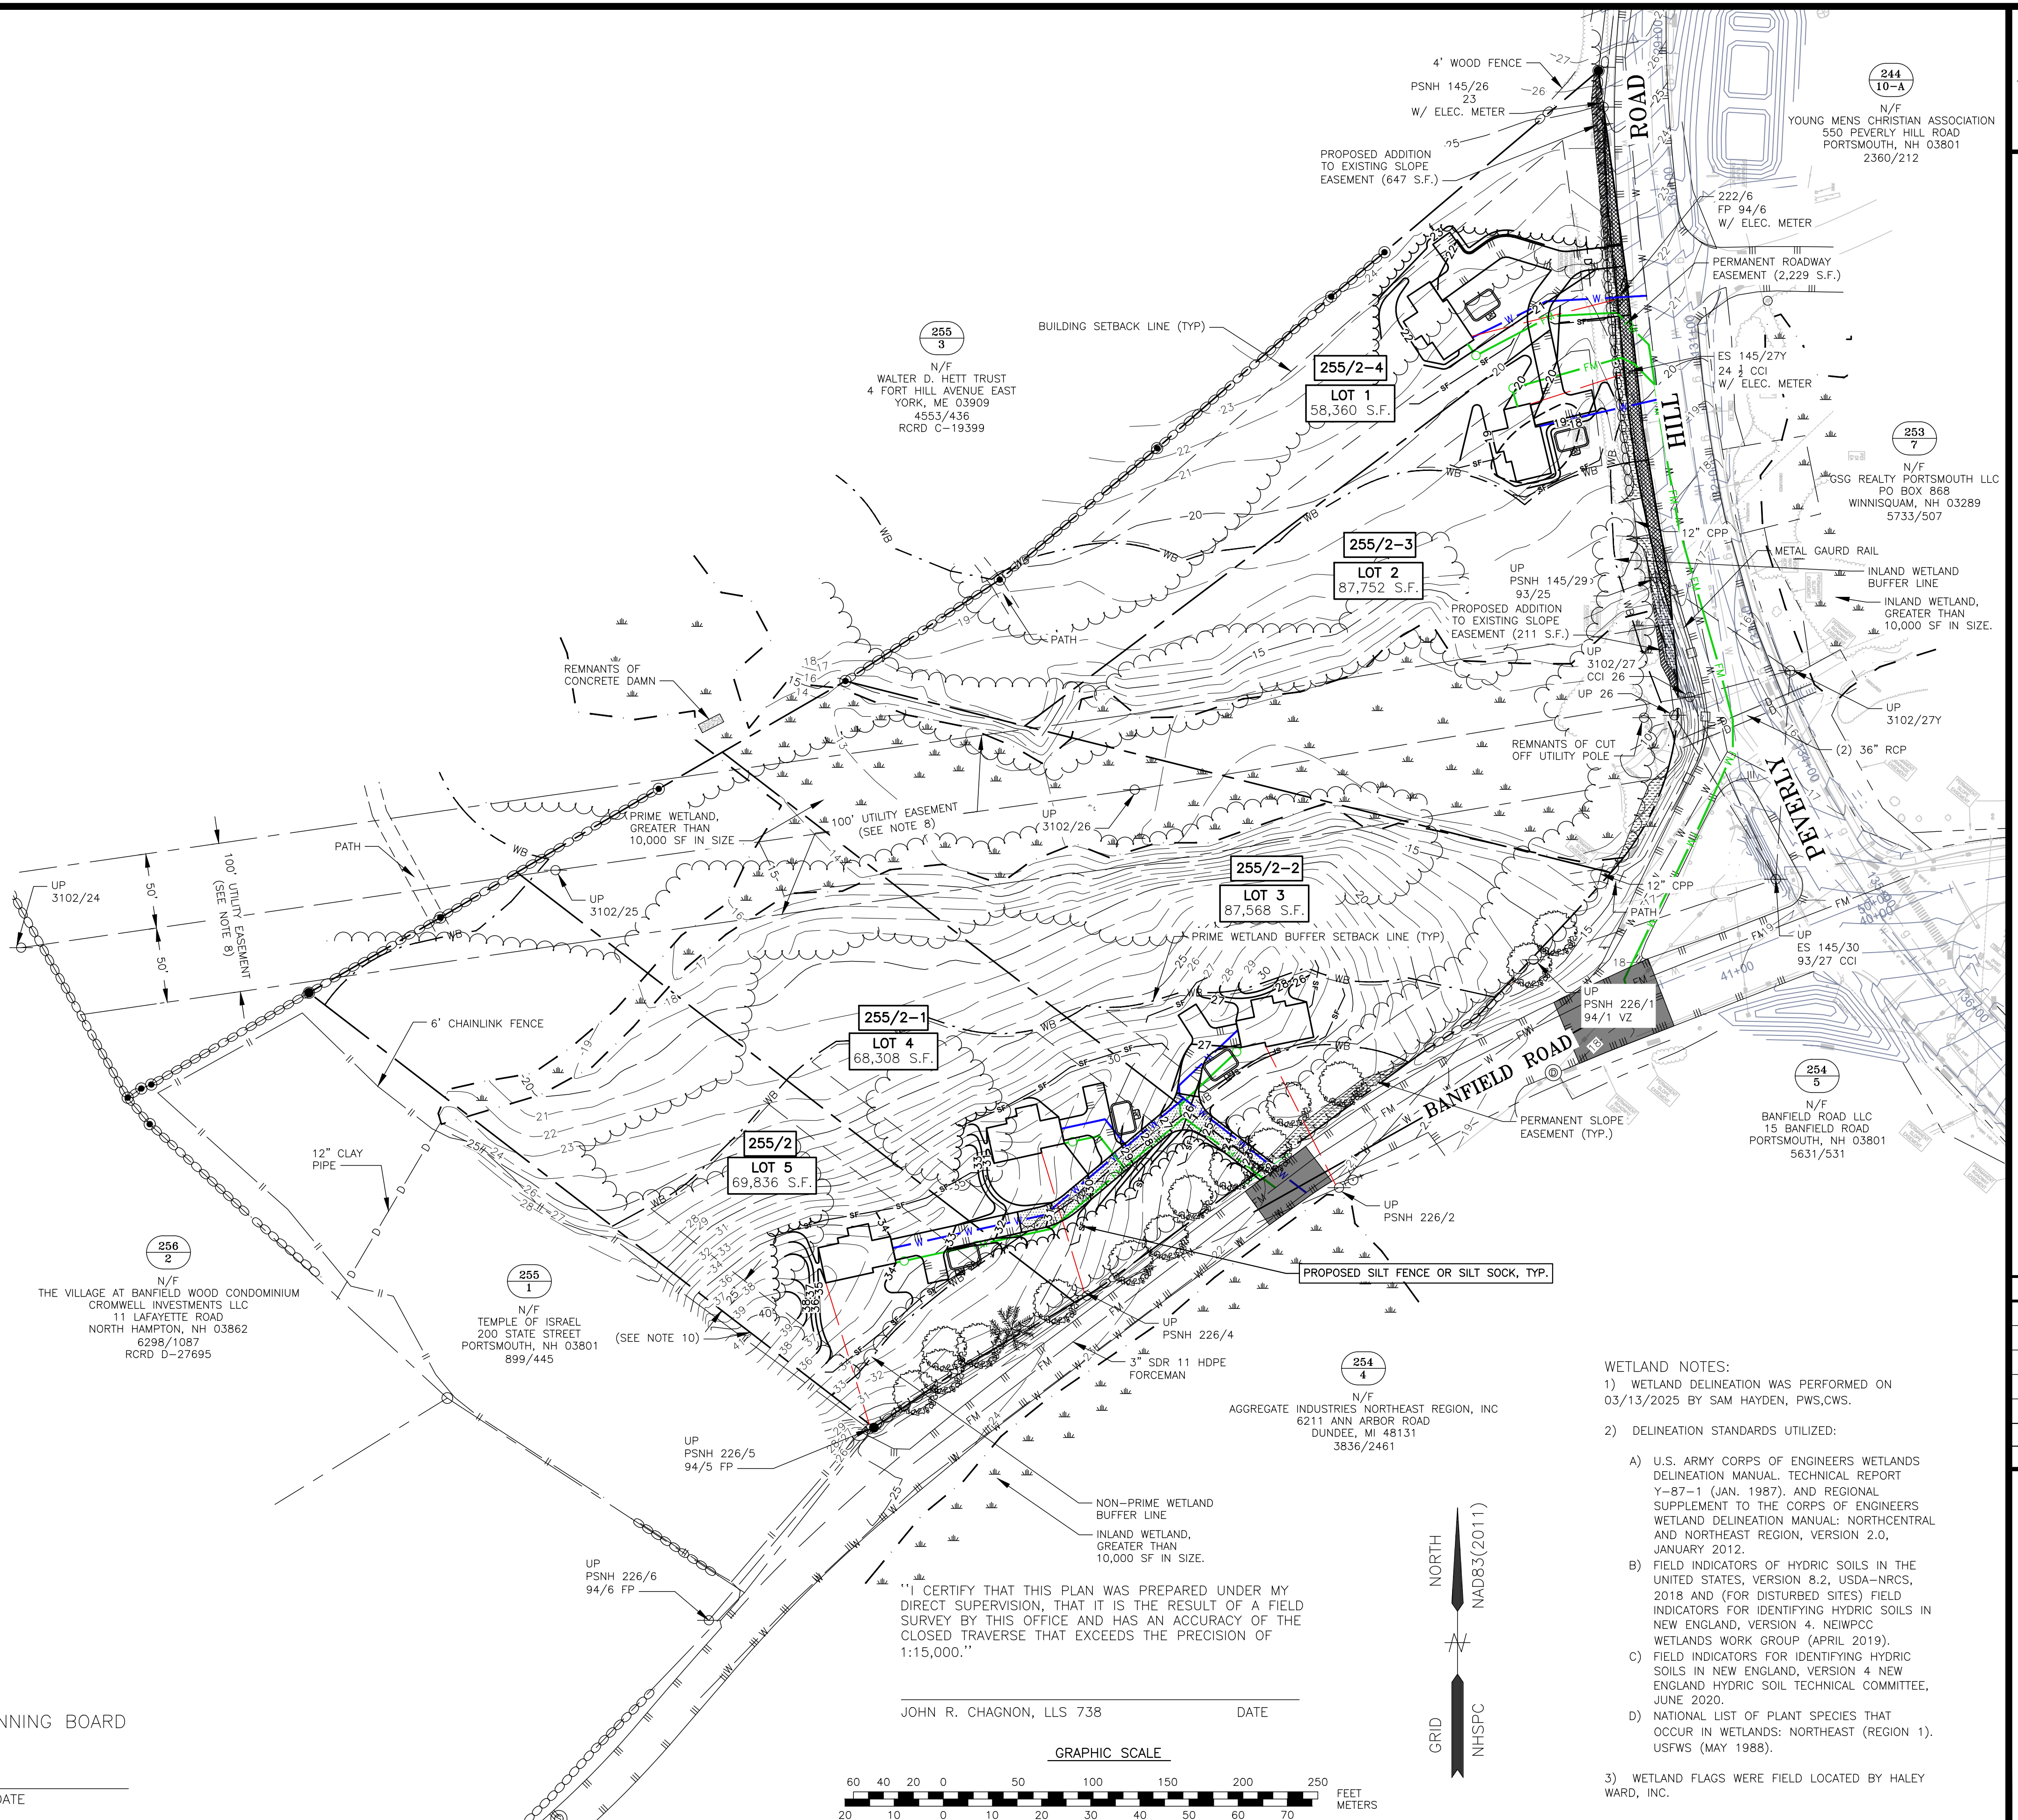 4' WOOD FENCE
PSNH 145/26
23
W/ ELEC. METER
PROPOSED ADDITION
TO EXISTING SLOPE
EASEMENT (647 S.F.)
ROAD
244
10-A
N/F
YOUNG MENS CHRISTIAN ASSOCIATION
550 PEVERLY HILL ROAD
PORTSMOUTH, NH 03801
2360/212
222/6
FP 94/6
W/ ELEC. METER
PERMANENT ROADWAY
EASEMENT (2,229 S.F.)
BUILDING SETBACK LINE (TYP)
255
3
N/F
WALTER D. HETT TRUST
4 FORT HILL AVENUE EAST
YORK, ME 03909
4553/436
RCRD C-19399
255/2-4
LOT 1
58,360 S.F.
ES 145/27Y
24 ½ CCI
W/ ELEC. METER
HILL
253
7
N/F
GSG REALTY PORTSMOUTH LLC
PO BOX 868
WINNISQUAM, NH 03289
5733/507
12" CPP
METAL GAURD RAIL
INLAND WETLAND
BUFFER LINE
INLAND WETLAND,
GREATER THAN
10,000 SF IN SIZE.
255/2-3
LOT 2
87,752 S.F.
UP
PSNH 145/29
93/25
PROPOSED ADDITION
TO EXISTING SLOPE
EASEMENT (211 S.F.)
PATH
UP
3102/27
CCI 26
UP 26
REMNANTS OF
CONCRETE DAMN
UP
3102/27Y
(2) 36" RCP
REMNANTS OF CUT
OFF UTILITY POLE
PEVERLY
PRIME WETLAND,
GREATER THAN
10,000 SF IN SIZE
100' UTILITY EASEMENT
(SEE NOTE 8)
UP
3102/26
PATH
UP
3102/24
50'
50'
100' UTILITY EASEMENT
(SEE NOTE 8)
UP
3102/25
255/2-2
LOT 3
87,568 S.F.
12" CPP
PATH
PRIME WETLAND BUFFER SETBACK LINE (TYP)
UP
ES 145/30
93/27 CCI
UP
PSNH 226/1
94/1 VZ
6' CHAINLINK FENCE
255/2-1
LOT 4
68,308 S.F.
BANFIELD ROAD
254
5
N/F
BANFIELD ROAD LLC
15 BANFIELD ROAD
PORTSMOUTH, NH 03801
5631/531
PERMANENT SLOPE
EASEMENT (TYP.)
12" CLAY
PIPE
255/2
LOT 5
69,836 S.F.
UP
PSNH 226/2
PROPOSED SILT FENCE OR SILT SOCK, TYP.
256
2
N/F
THE VILLAGE AT BANFIELD WOOD CONDOMINIUM
CROMWELL INVESTMENTS LLC
11 LAFAYETTE ROAD
NORTH HAMPTON, NH 03862
6298/1087
RCRD D-27695
255
1
N/F
TEMPLE OF ISRAEL
200 STATE STREET
PORTSMOUTH, NH 03801
899/445
(SEE NOTE 10)
UP
PSNH 226/4
3" SDR 11 HDPE
FORCEMAN
254
4
N/F
AGGREGATE INDUSTRIES NORTHEAST REGION, INC
6211 ANN ARBOR ROAD
DUNDEE, MI 48131
3836/2461
UP
PSNH 226/5
94/5 FP
NON-PRIME WETLAND
BUFFER LINE
INLAND WETLAND,
GREATER THAN
10,000 SF IN SIZE.
UP
PSNH 226/6
94/6 FP
WETLAND NOTES:
1) WETLAND DELINEATION WAS PERFORMED ON
03/13/2025 BY SAM HAYDEN, PWS,CWS.
2) DELINEATION STANDARDS UTILIZED:
A) U.S. ARMY CORPS OF ENGINEERS WETLANDS
DELINEATION MANUAL. TECHNICAL REPORT
Y-87-1 (JAN. 1987). AND REGIONAL
SUPPLEMENT TO THE CORPS OF ENGINEERS
WETLAND DELINEATION MANUAL: NORTHCENTRAL
AND NORTHEAST REGION, VERSION 2.0,
JANUARY 2012.
B) FIELD INDICATORS OF HYDRIC SOILS IN THE
UNITED STATES, VERSION 8.2, USDA-NRCS,
2018 AND (FOR DISTURBED SITES) FIELD
INDICATORS FOR IDENTIFYING HYDRIC SOILS IN
NEW ENGLAND, VERSION 4. NEIWPCC
WETLANDS WORK GROUP (APRIL 2019).
C) FIELD INDICATORS FOR IDENTIFYING HYDRIC
SOILS IN NEW ENGLAND, VERSION 4 NEW
ENGLAND HYDRIC SOIL TECHNICAL COMMITTEE,
JUNE 2020.
D) NATIONAL LIST OF PLANT SPECIES THAT
OCCUR IN WETLANDS: NORTHEAST (REGION 1).
USFWS (MAY 1988).
3) WETLAND FLAGS WERE FIELD LOCATED BY HALEY
WARD, INC.
''I CERTIFY THAT THIS PLAN WAS PREPARED UNDER MY
DIRECT SUPERVISION, THAT IT IS THE RESULT OF A FIELD
SURVEY BY THIS OFFICE AND HAS AN ACCURACY OF THE
CLOSED TRAVERSE THAT EXCEEDS THE PRECISION OF
1:15,000.''
JOHN R. CHAGNON, LLS 738 DATE
GRID NORTH
NHSPC NAD83(2011)
NNING BOARD
DATE
GRAPHIC SCALE
60 40 20 0 50 100 150 200 250 FEET
METERS
20 10 0 10 20 30 40 50 60 70